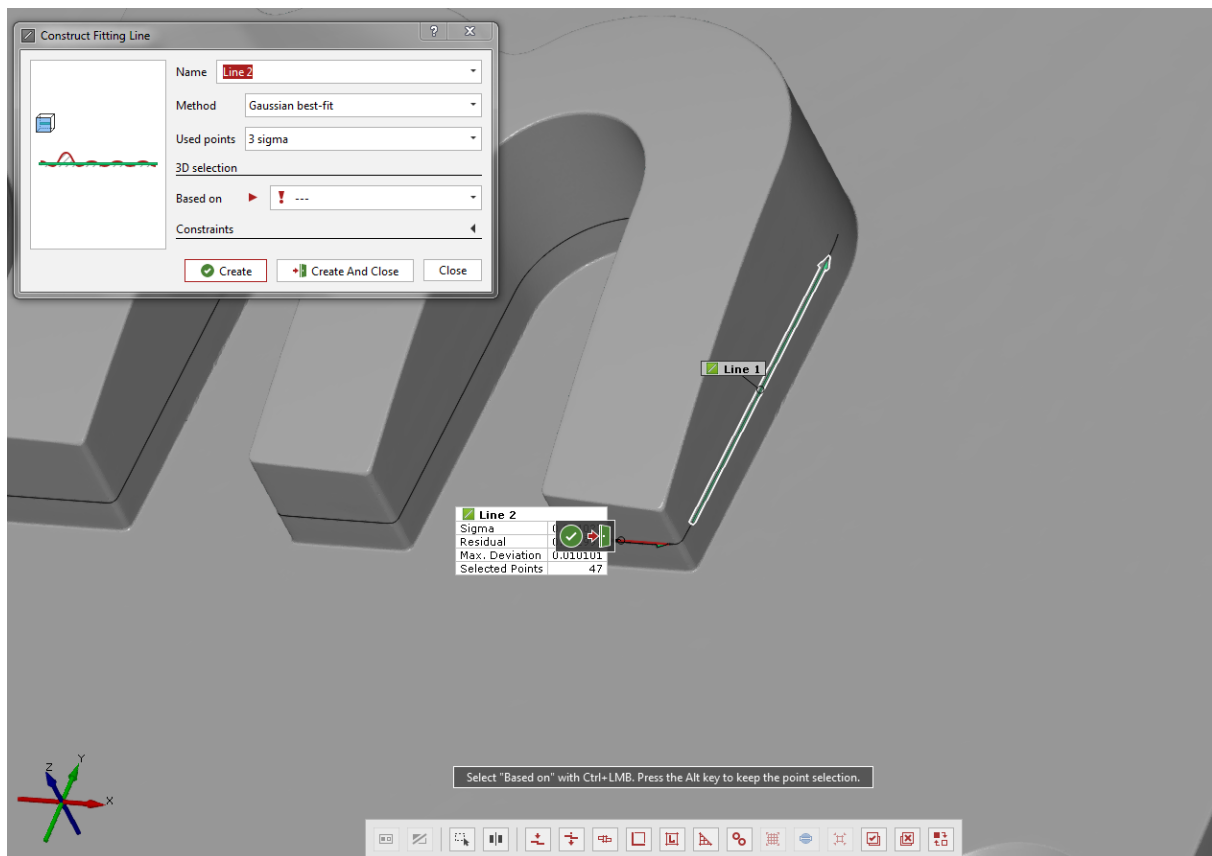 Construct Fitting Line
?
Name Line 2
Method Gaussian best-fit
Used points 3 sigma
3D selection
Based on ! ---
Constraints
Create Create And Close Close
Line 1
Line 2
Sigma
Residual
Max. Deviation 0.010101
Selected Points 47
Z Y
X
Select "Based on" with Ctrl+LMB. Press the Alt key to keep the point selection.